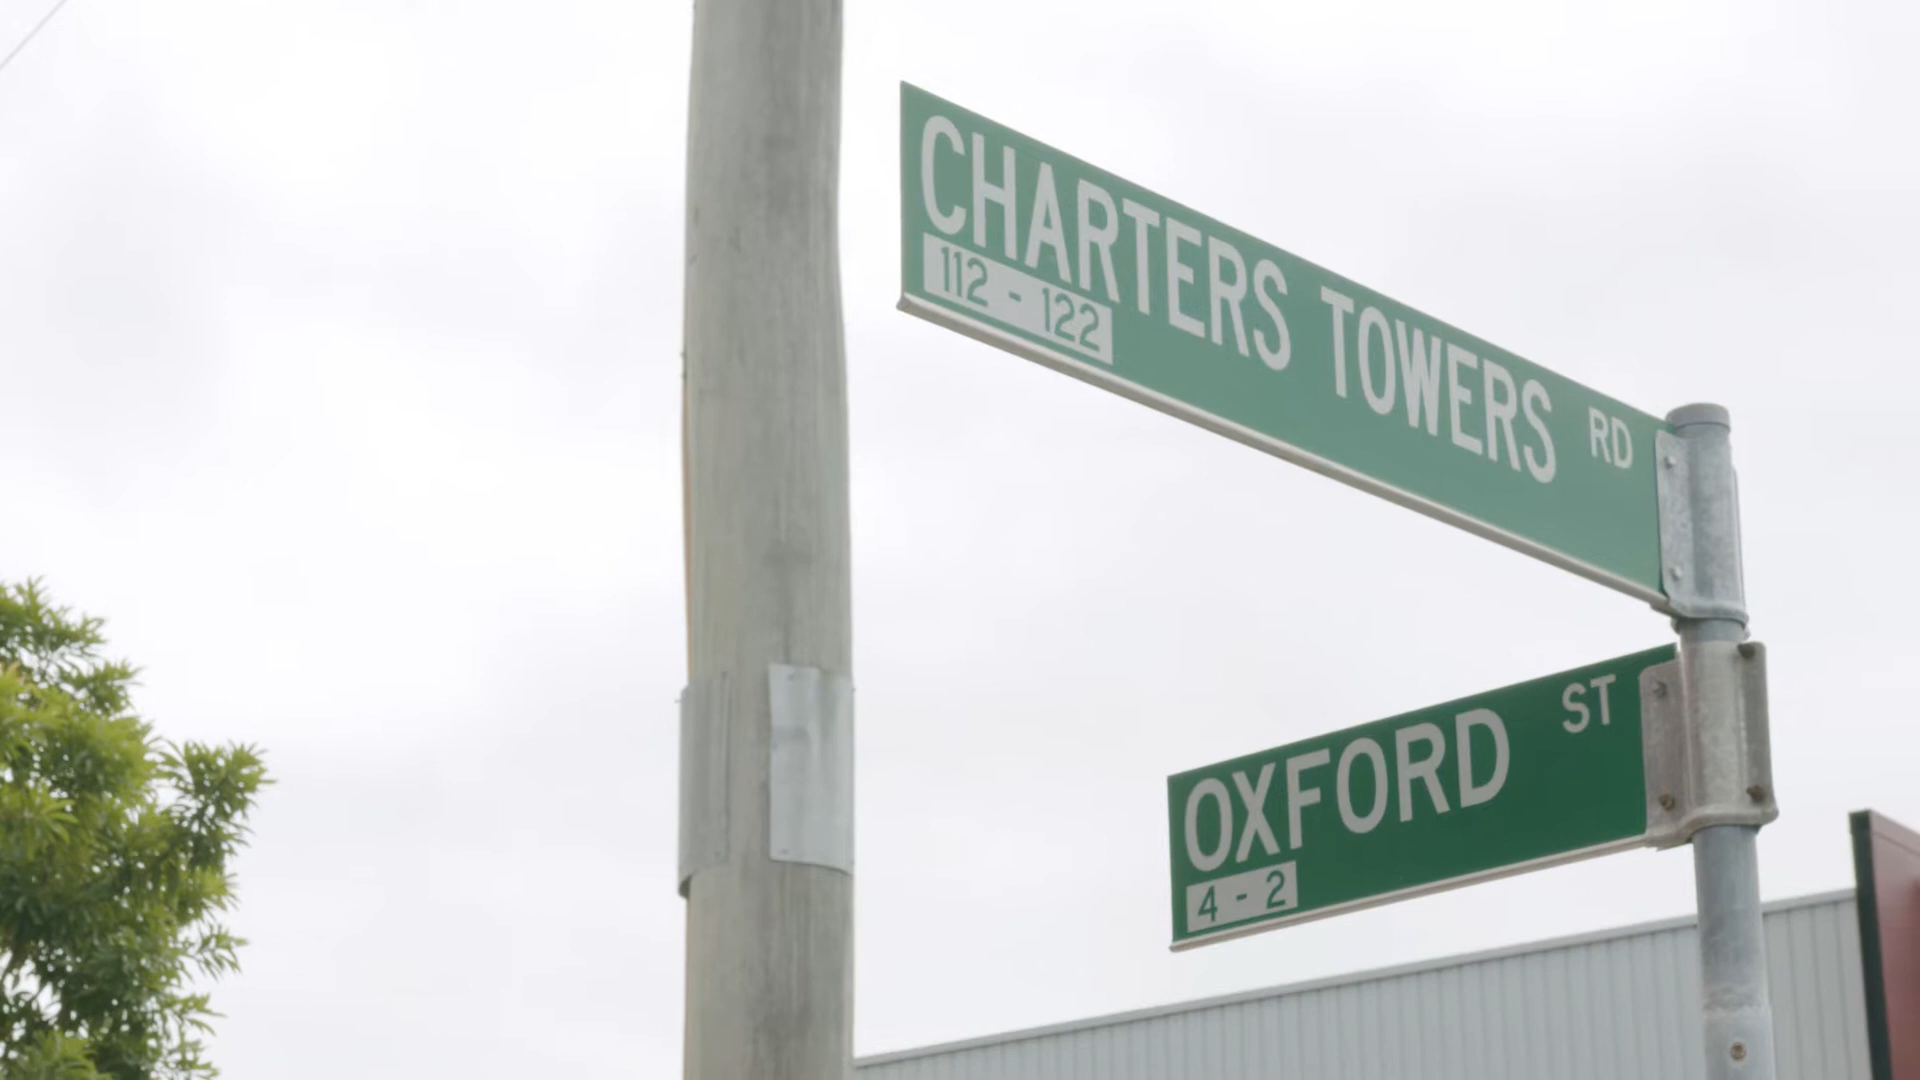 CHARTERS TOWERS RD
112 - 122
OXFORD ST
4 - 2